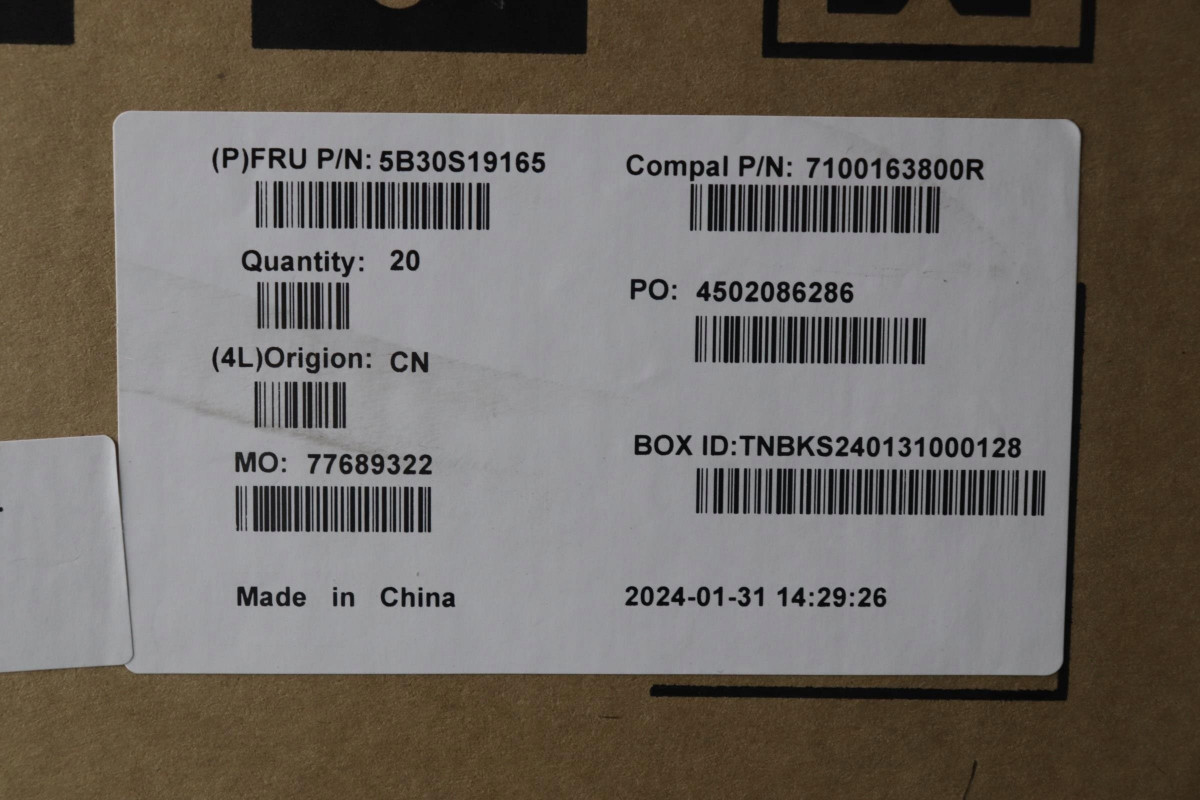 (P)FRU P/N: 5B30S19165
Compal P/N: 7100163800R
Quantity: 20
PO: 4502086286
(4L)Origion: CN
MO: 77689322
BOX ID:TNBKS240131000128
Made in China
2024-01-31 14:29:26